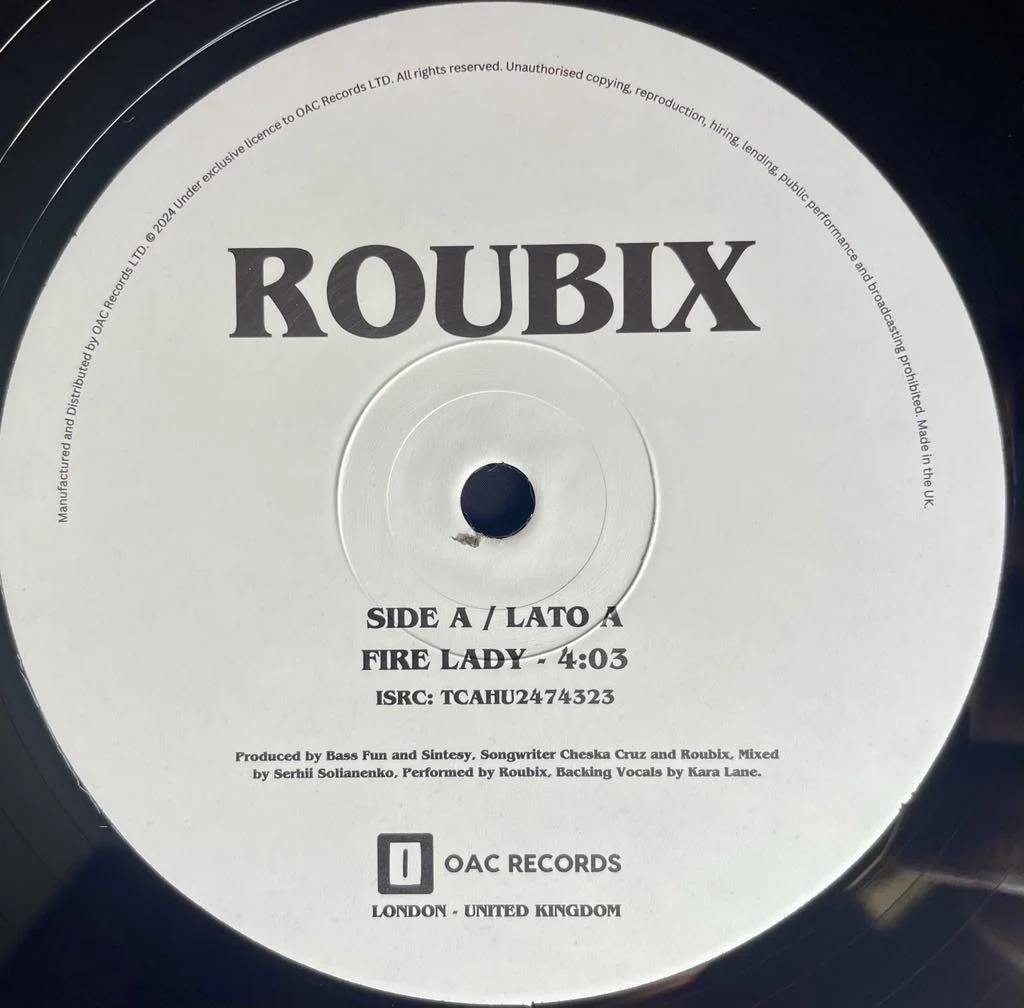 Manufactured and Distributed by OAC Records LTD. © 2024 Under exclusive licence to OAC Records LTD. All rights reserved. Unauthorised copying, reproduction, hiring, lending, public performance and broadcasting prohibited. Made in the UK.
ROUBIX
SIDE A / LATO A
FIRE LADY - 4:03
ISRC: TCAHU2474323
Produced by Bass Fun and Sintesy, Songwriter Cheska Cruz and Roubix, Mixed
by Serhii Solianenko, Performed by Roubix, Backing Vocals by Kara Lane.
OAC RECORDS
LONDON - UNITED KINGDOM